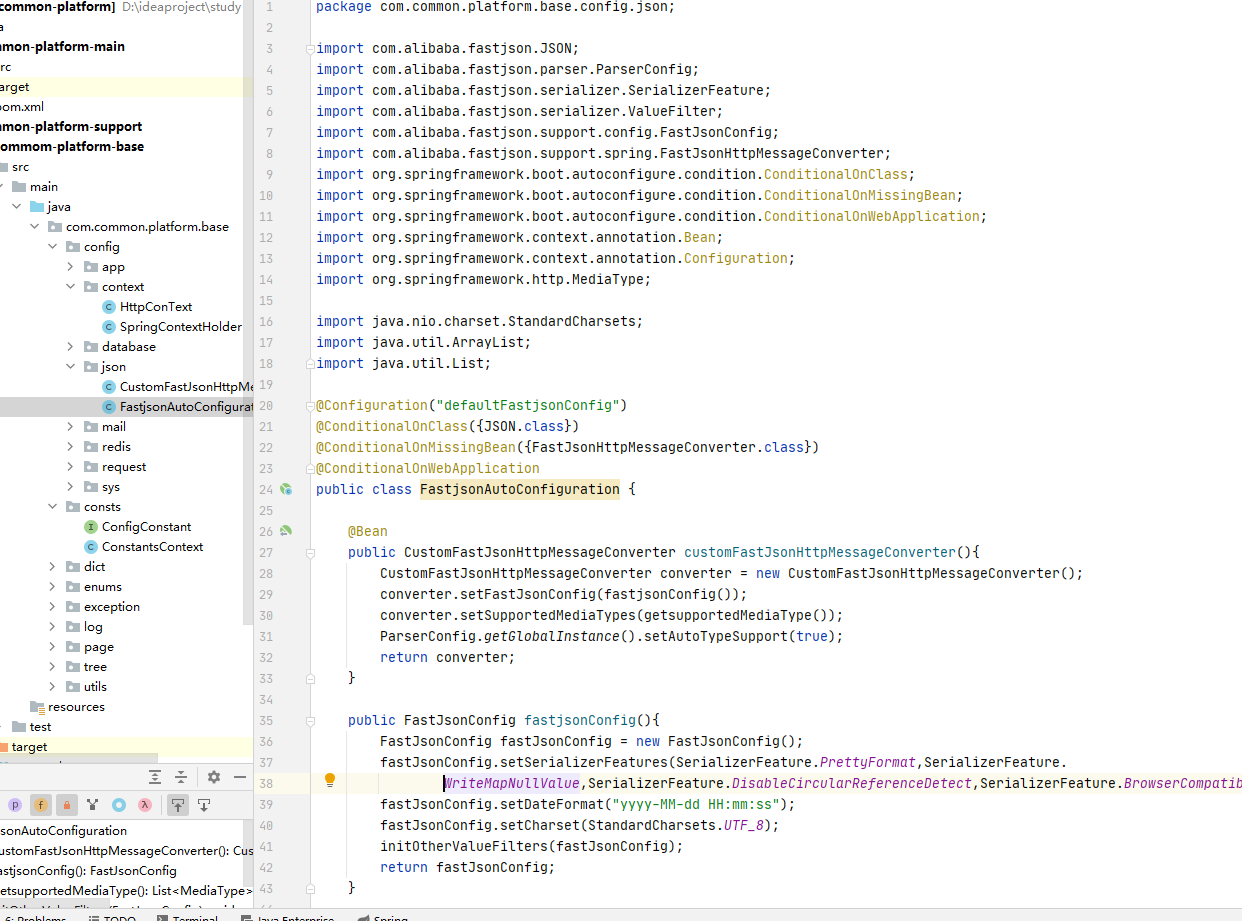 common-platform] D:\ideaproject\study
a
mon-platform-main
rc
arget
oom.xml
mon-platform-support
ommom-platform-base
src
main
java
com.common.platform.base
config
app
context
HttpConText
SpringContextHolder
database
json
CustomFastJsonHttpMe
FastjsonAutoConfigurat
mail
redis
request
sys
consts
ConfigConstant
ConstantsContext
dict
enums
exception
log
page
tree
utils
resources
test
target
sonAutoConfiguration
ustomFastJsonHttpMessageConverter(): Cus
astjsonConfig(): FastJsonConfig
etsupportedMediaType(): List<MediaType>
1 package com.common.platform.base.config.json;
2
3 import com.alibaba.fastjson.JSON;
4 import com.alibaba.fastjson.parser.ParserConfig;
5 import com.alibaba.fastjson.serializer.SerializerFeature;
6 import com.alibaba.fastjson.serializer.ValueFilter;
7 import com.alibaba.fastjson.support.config.FastJsonConfig;
8 import com.alibaba.fastjson.support.spring.FastJsonHttpMessageConverter;
9 import org.springframework.boot.autoconfigure.condition.ConditionalOnClass;
10 import org.springframework.boot.autoconfigure.condition.ConditionalOnMissingBean;
11 import org.springframework.boot.autoconfigure.condition.ConditionalOnWebApplication;
12 import org.springframework.context.annotation.Bean;
13 import org.springframework.context.annotation.Configuration;
14 import org.springframework.http.MediaType;
15
16 import java.nio.charset.StandardCharsets;
17 import java.util.ArrayList;
18 import java.util.List;
19
20 @Configuration("defaultFastjsonConfig")
21 @ConditionalOnClass({JSON.class})
22 @ConditionalOnMissingBean({FastJsonHttpMessageConverter.class})
23 @ConditionalOnWebApplication
24 public class FastjsonAutoConfiguration {
25
26 @Bean
27 public CustomFastJsonHttpMessageConverter customFastJsonHttpMessageConverter(){
28 CustomFastJsonHttpMessageConverter converter = new CustomFastJsonHttpMessageConverter();
29 converter.setFastJsonConfig(fastjsonConfig());
30 converter.setSupportedMediaTypes(getsupportedMediaType());
31 ParserConfig.getGlobalInstance().setAutoTypeSupport(true);
32 return converter;
33 }
34
35 public FastJsonConfig fastjsonConfig(){
36 FastJsonConfig fastJsonConfig = new FastJsonConfig();
37 fastJsonConfig.setSerializerFeatures(SerializerFeature.PrettyFormat,SerializerFeature.
38 WriteMapNullValue,SerializerFeature.DisableCircularReferenceDetect,SerializerFeature.BrowserCompatib
39 fastJsonConfig.setDateFormat("yyyy-MM-dd HH:mm:ss");
40 fastJsonConfig.setCharset(StandardCharsets.UTF_8);
41 initOtherValueFilters(fastJsonConfig);
42 return fastJsonConfig;
43 }
6: Problems TODO Terminal Java Enterprise Spring